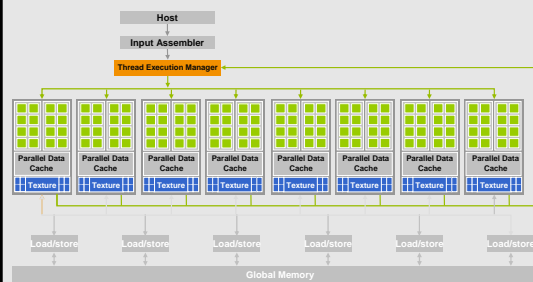 Host
Input Assembler
Thread Execution Manager
Parallel Data
Cache
Parallel Data
Cache
Parallel Data
Cache
Parallel Data
Cache
Parallel Data
Cache
Parallel Data
Cache
Parallel Data
Cache
Parallel Data
Cache
Texture
Texture
Texture
Texture
Texture
Texture
Texture
Texture
Load/store
Load/store
Load/store
Load/store
Load/store
Load/store
Global Memory